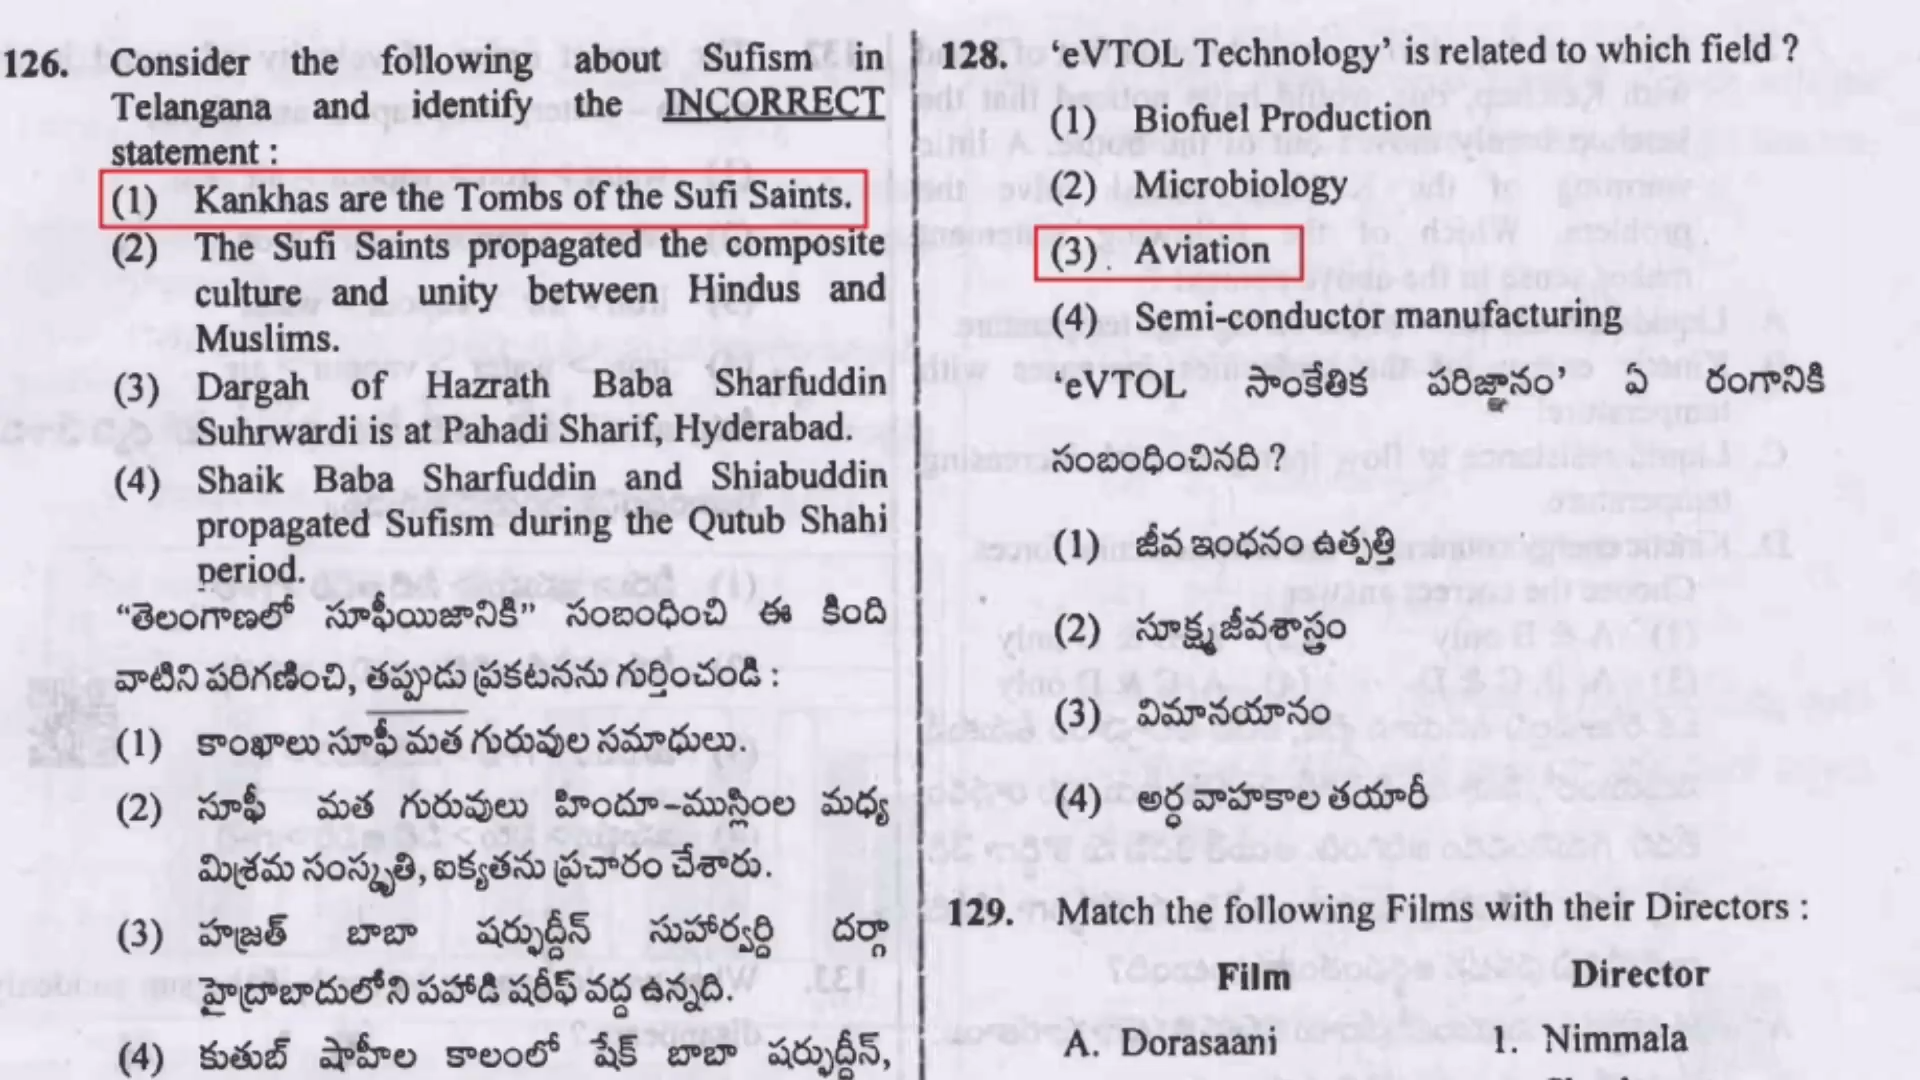 126. Consider the following about Sufism in
Telangana and identify the INCORRECT
statement :
(1) Kankhas are the Tombs of the Sufi Saints.
(2) The Sufi Saints propagated the composite
culture and unity between Hindus and
Muslims.
(3) Dargah of Hazrath Baba Sharfuddin
Suhrwardi is at Pahadi Sharif, Hyderabad.
(4) Shaik Baba Sharfuddin and Shiabuddin
propagated Sufism during the Qutub Shahi
period.
“తెలంగాణలో సూఫీయిజానికి” సంబంధించి ఈ కింది
వాటిని పరిగణించి, తప్పుడు ప్రకటనను గుర్తించండి :
(1) కాంఖాలు సూఫీ మత గురువుల సమాధులు.
(2) సూఫీ మత గురువులు హిందూ-ముస్లింల మధ్య
మిశ్రమ సంస్కృతి, ఐక్యతను ప్రచారం చేశారు.
(3) హజ్రత్ బాబా షర్ఫుద్దీన్ సుహార్వర్ది దర్గా
హైద్రాబాదులోని పహాడి షరీఫ్ వద్ద ఉన్నది.
(4) కుతుబ్ షాహిల కాలంలో షేక్ బాబా షర్ఫుద్దీన్,
128. ‘eVTOL Technology’ is related to which field ?
(1) Biofuel Production
(2) Microbiology
(3) Aviation
(4) Semi-conductor manufacturing
‘eVTOL సాంకేతిక పరిజ్ఞానం’ ఏ రంగానికి
సంబంధించినది ?
(1) జీవ ఇంధనం ఉత్పత్తి
(2) సూక్ష్మజీవశాస్త్రం
(3) విమానయానం
(4) అర్ధవాహకాల తయారీ
129. Match the following Films with their Directors :
Film Director
A. Dorasaani 1. Nimmala